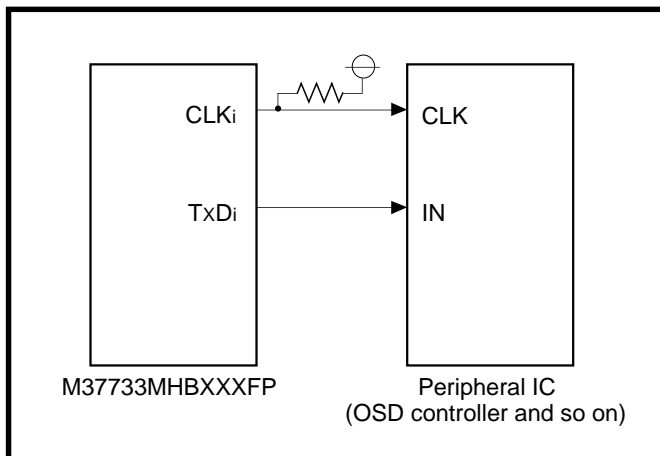 CLKi
CLK
TxDi
IN
M37733MHBXXXFP
Peripheral IC
(OSD controller and so on)